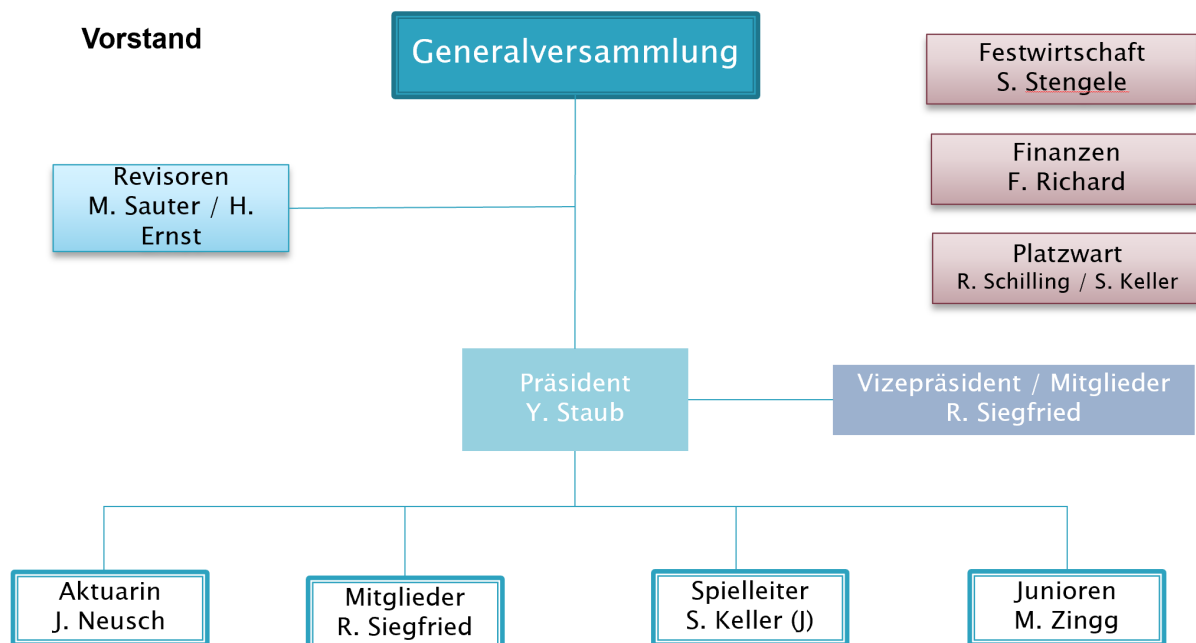 Vorstand
Generalversammlung
Festwirtschaft
S. Stengele
Finanzen
F. Richard
Revisoren
M. Sauter / H.
Ernst
Platzwart
R. Schilling / S. Keller
Präsident
Y. Staub
Vizepräsident / Mitglieder
R. Siegfried
Aktuarin
J. Neusch
Mitglieder
R. Siegfried
Spielleiter
S. Keller (J)
Junioren
M. Zingg